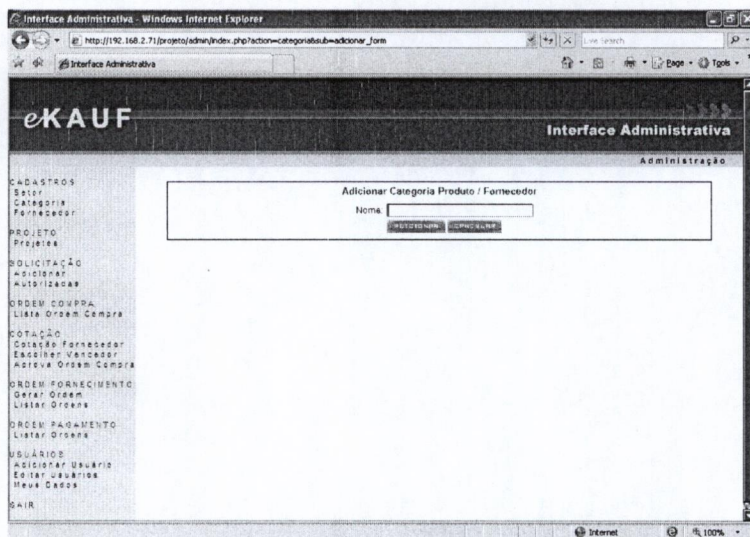 Interface Administrativa - Windows Internet Explorer
http://192.168.2.71/projeto/admin/index.php?action=categoria&sub=adicionar_form
Live Search
Interface Administrativa
Page
Tools
eKAUF
Interface Administrativa
Administração
CADASTROS
Setor
Categoria
Fornecedor
PROJETO
Projetos
SOLICITAÇÃO
Adicionar
Autorizadas
ORDEM COMPRA
Lista Ordem Compra
COTAÇÃO
Cotação Fornecedor
Escolher Vencedor
Aprova Ordem Compra
ORDEM FORNECIMENTO
Gerar Ordem
Listar Ordens
ORDEM PAGAMENTO
Listar Ordens
USUÁRIOS
Adicionar Usuário
Editar Usuários
Meus Dados
SAIR
Adicionar Categoria Produto / Fornecedor
Nome:
ADICIONAR CANCELAR
Internet
100%